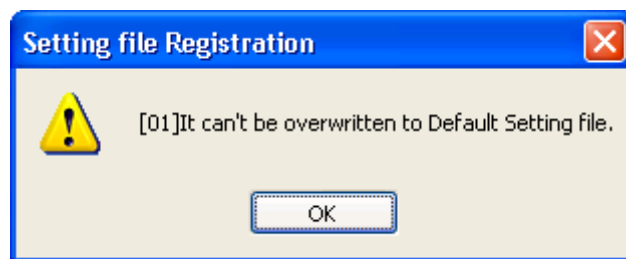 Setting file Registration
[01]It can't be overwritten to Default Setting file.
OK